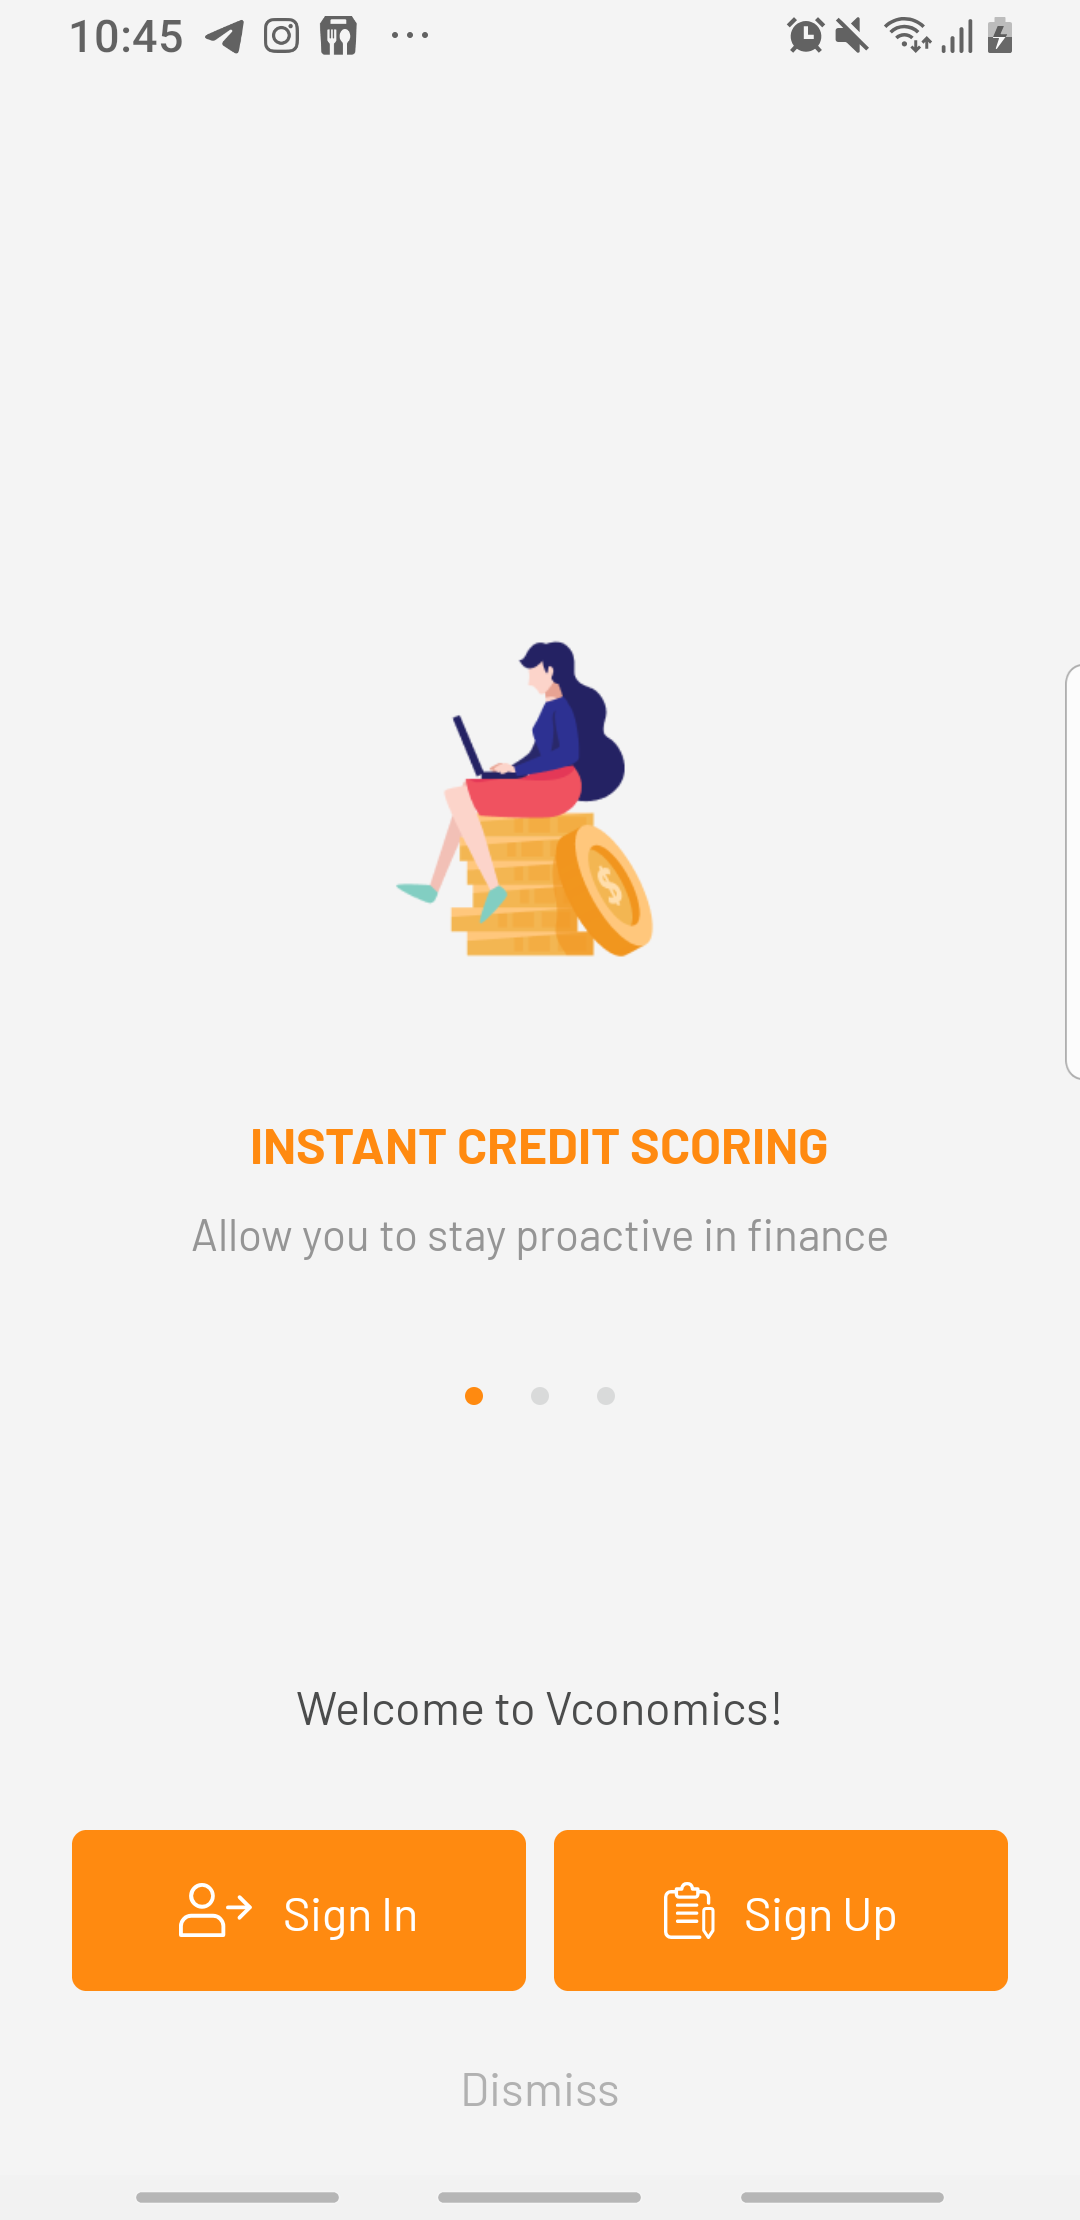 10:45
INSTANT CREDIT SCORING
Allow you to stay proactive in finance
Welcome to Vconomics!
Sign In
Sign Up
Dismiss